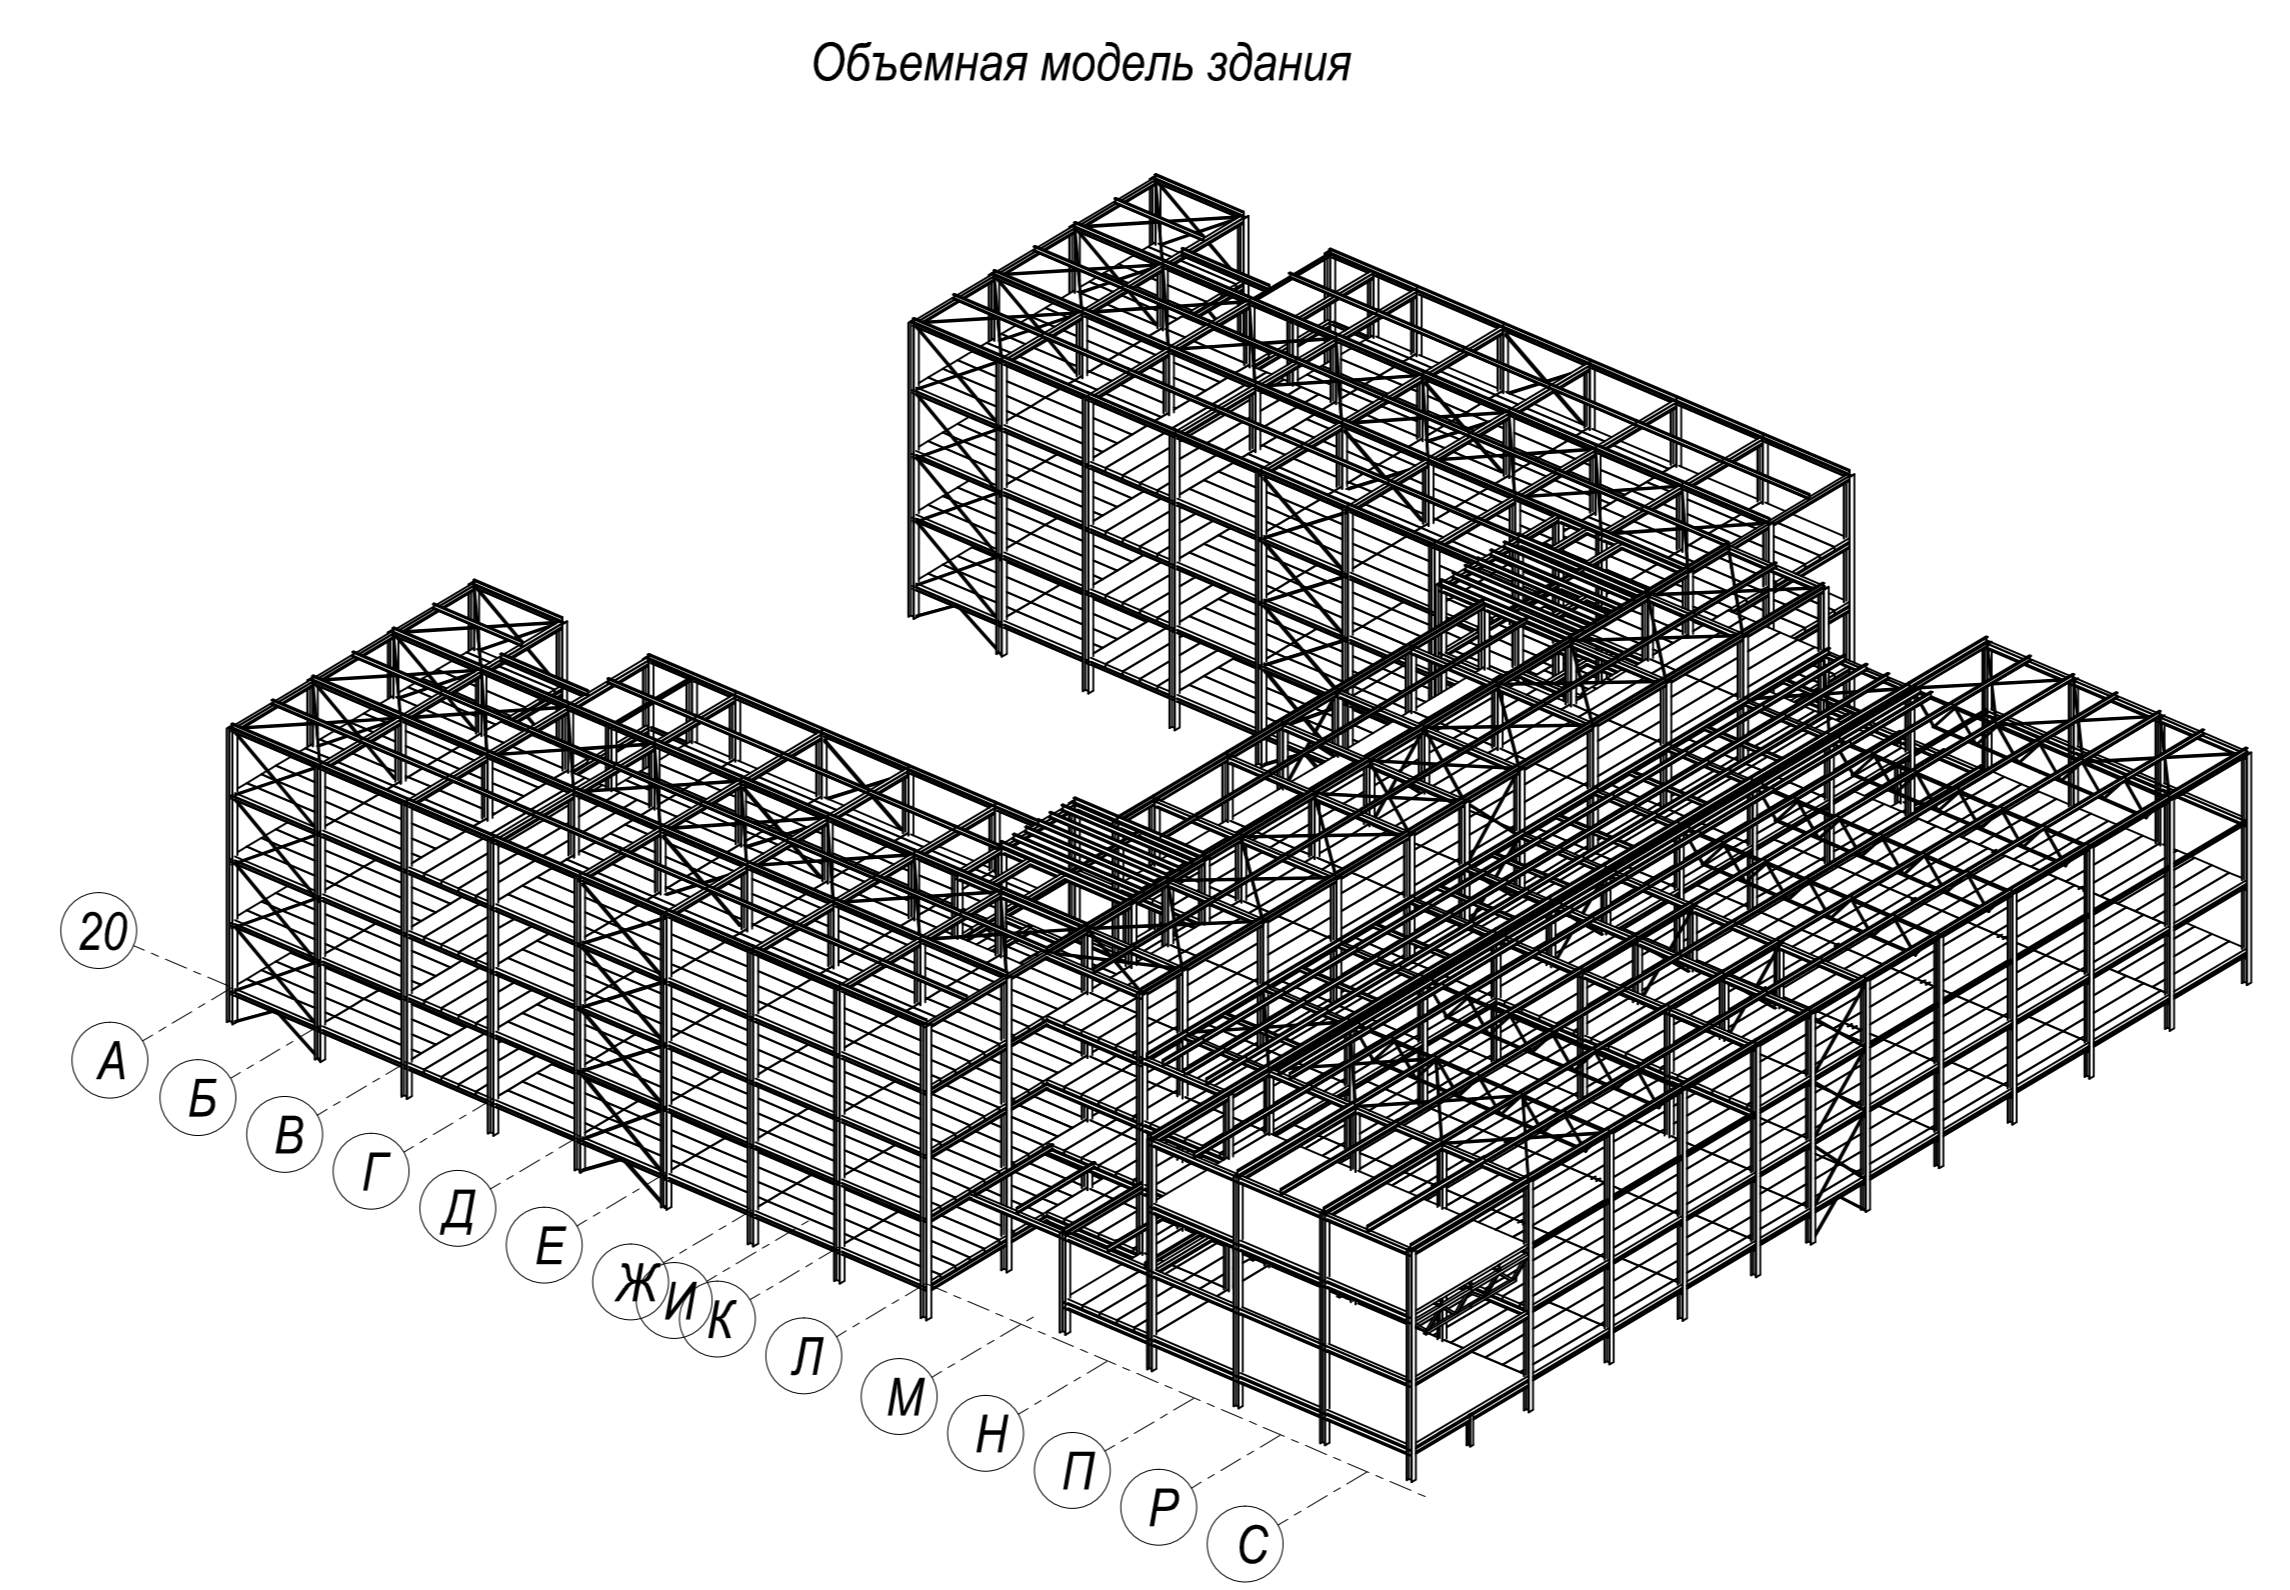 Объемная модель здания
20
А
Б
В
Г
Д
Е
Ж
И
К
Л
М
Н
П
Р
С